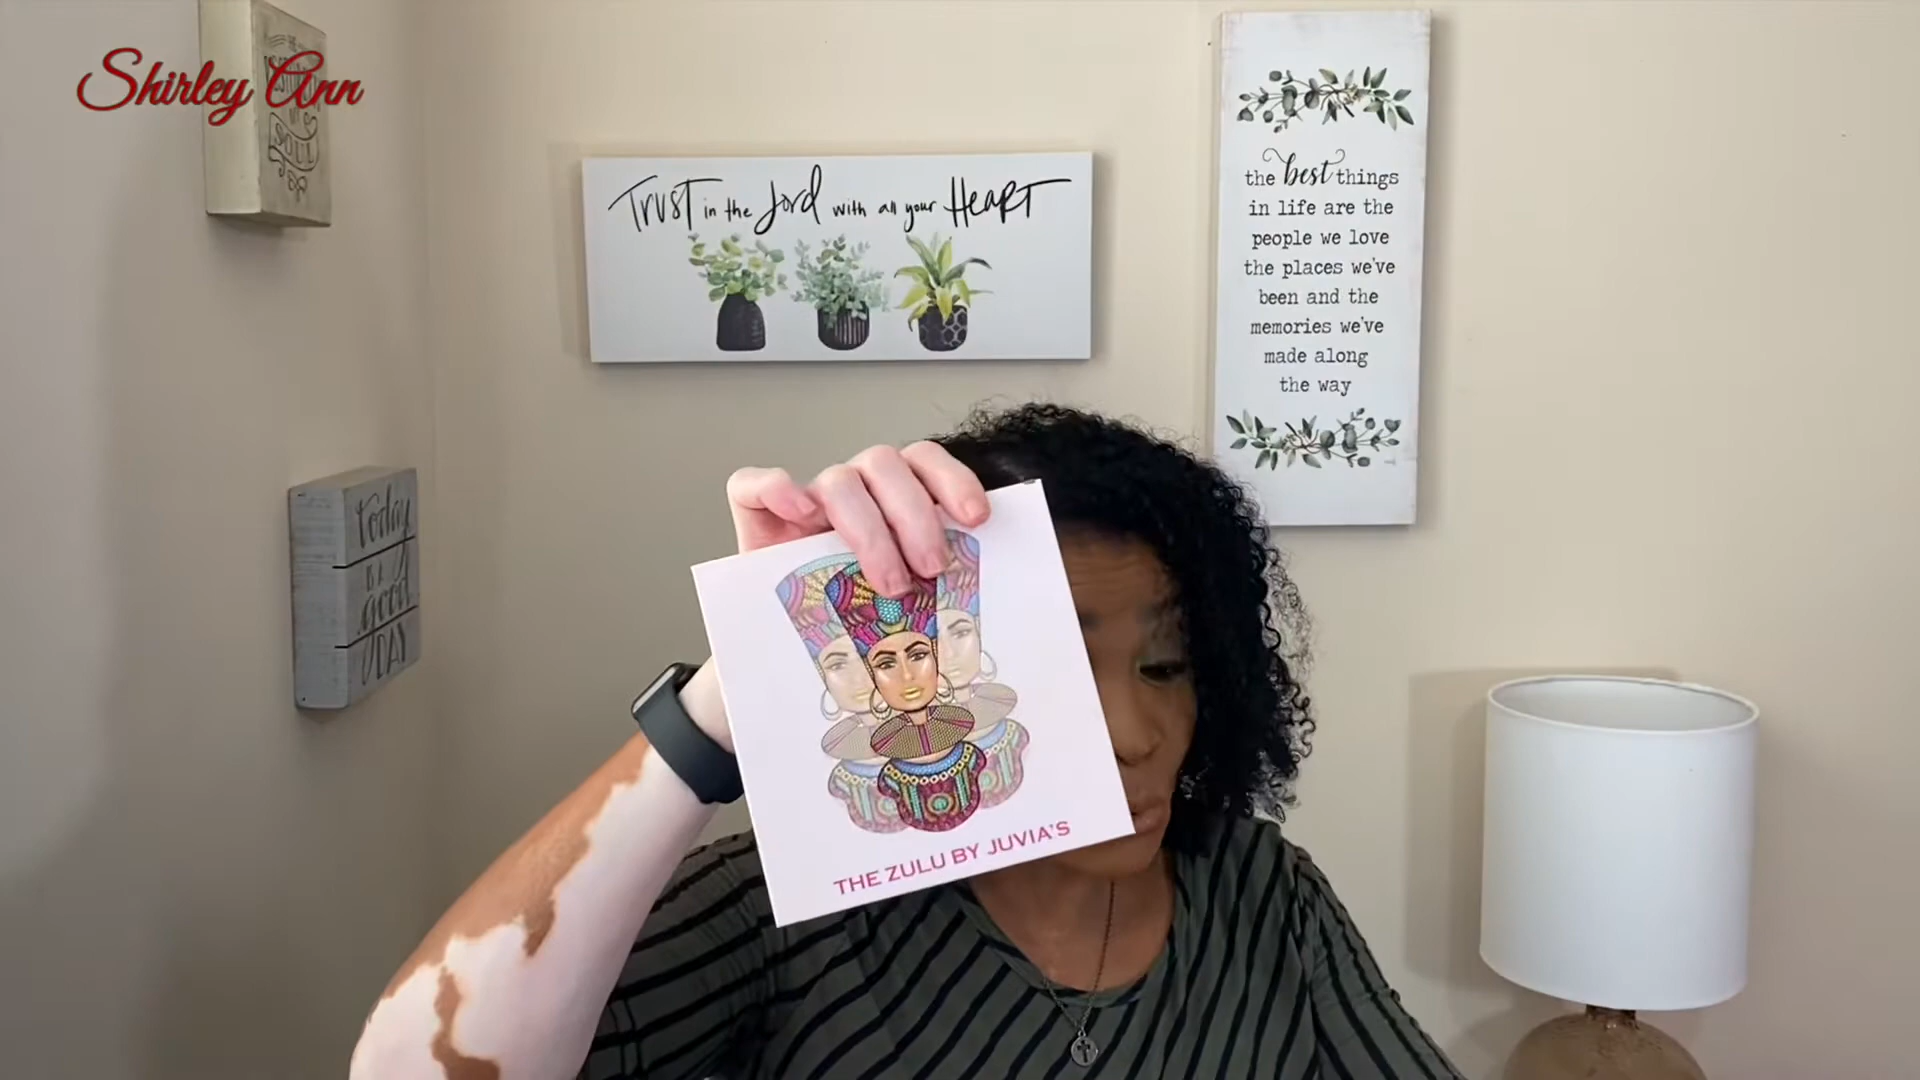 Shirley Ann
SOUL
Trust in the Lord with all your Heart
the best things
in life are the
people we love
the places we've
been and the
memories we've
made along
the way
today
IS A
good
DAY
THE ZULU BY JUVIA'S